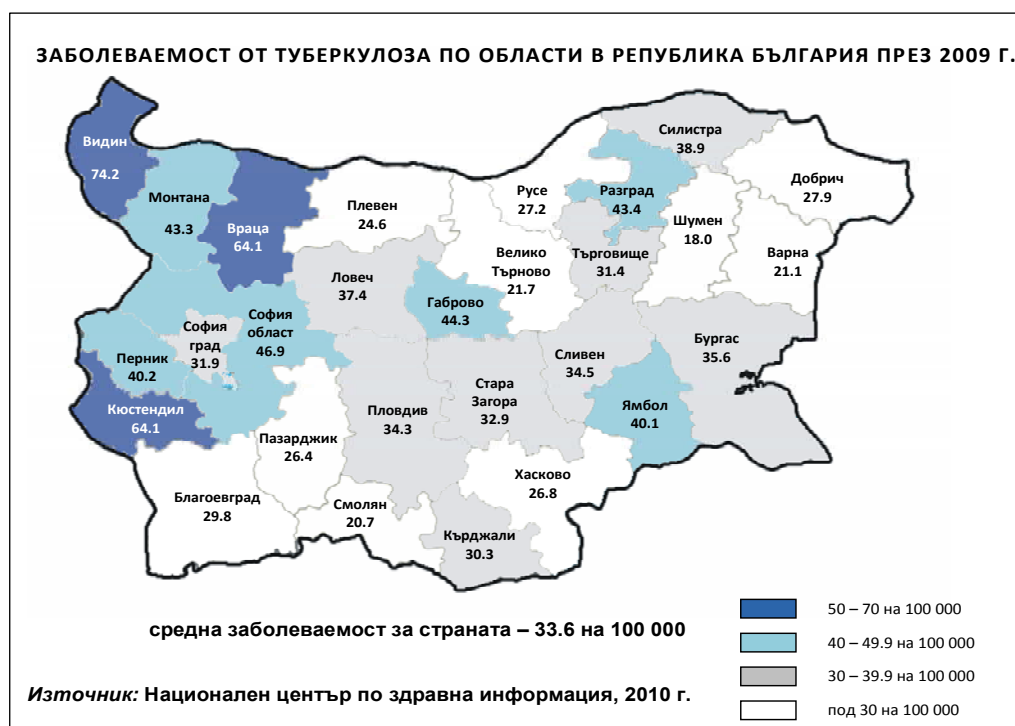 ЗАБОЛЕВАЕМОСТ ОТ ТУБЕРКУЛОЗА ПО ОБЛАСТИ В РЕПУБЛИКА БЪЛГАРИЯ ПРЕЗ 2009 Г.
Видин
74.2
Монтана
43.3
Враца
64.1
Плевен
24.6
Русе
27.2
Силистра
38.9
Разград
43.4
Добрич
27.9
Шумен
18.0
Варна
21.1
Търговище
31.4
Велико
Търново
21.7
Ловеч
37.4
Габрово
44.3
София
област
46.9
София
град
31.9
Перник
40.2
Кюстендил
64.1
Бургас
35.6
Сливен
34.5
Стара
Загора
32.9
Ямбол
40.1
Пловдив
34.3
Пазарджик
26.4
Хасково
26.8
Благоевград
29.8
Смолян
20.7
Кърджали
30.3
средна заболеваемост за страната – 33.6 на 100 000
50 – 70 на 100 000
40 – 49.9 на 100 000
30 – 39.9 на 100 000
под 30 на 100 000
Източник: Национален център по здравна информация, 2010 г.